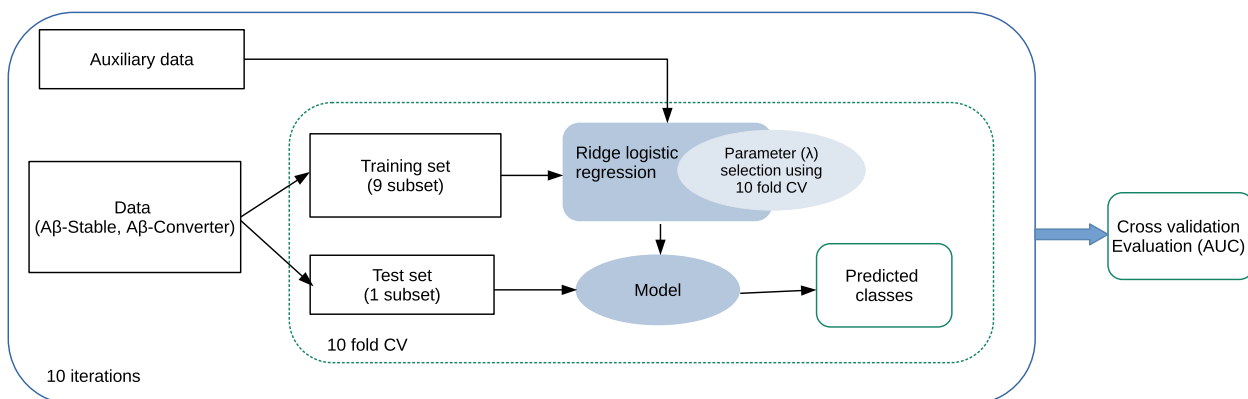 Auxiliary data
Data
(Aβ-Stable, Aβ-Converter)
Training set
(9 subset)
Ridge logistic
regression
Parameter (λ)
selection using
10 fold CV
Test set
(1 subset)
Model
Predicted
classes
10 fold CV
10 iterations
Cross validation
Evaluation (AUC)